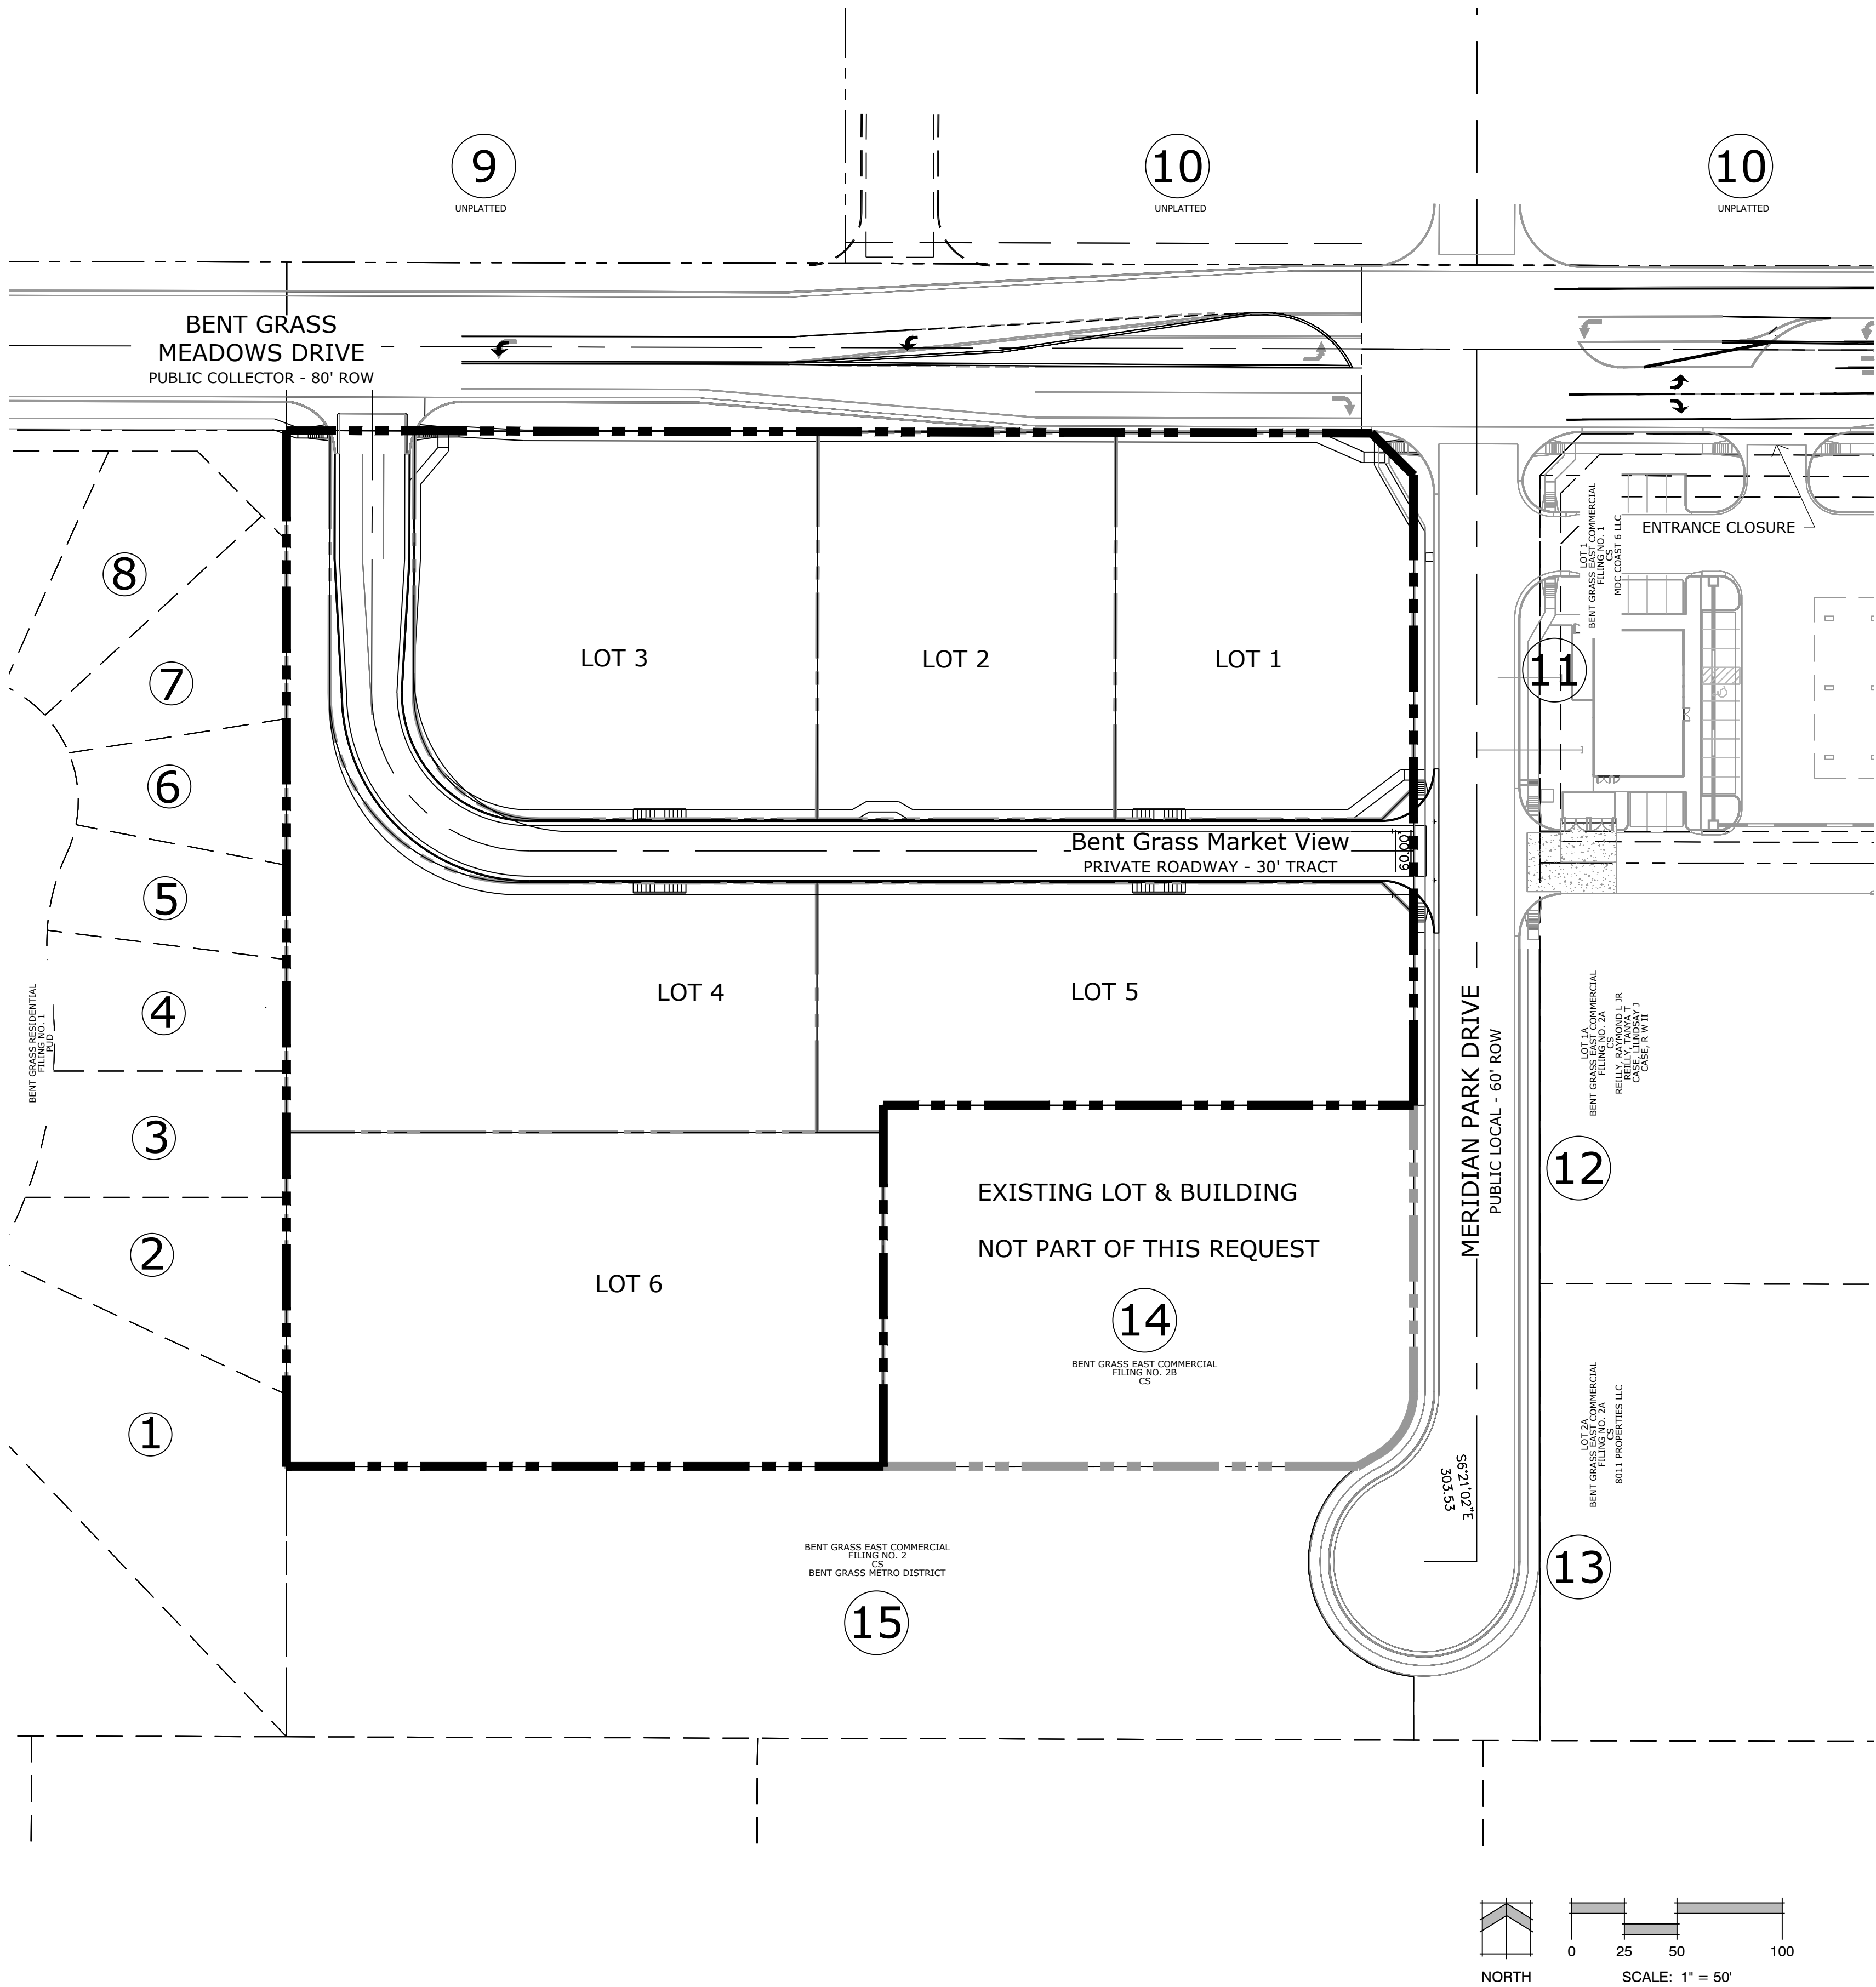 9
UNPLATTED
10
UNPLATTED
10
UNPLATTED
BENT GRASS
MEADOWS DRIVE
PUBLIC COLLECTOR - 80' ROW
ENTRANCE CLOSURE
LOT 1
BENT GRASS EAST COMMERCIAL
FILING NO. 1
CS
MDC COAST 6 LLC
8
7
6
5
4
3
2
1
BENT GRASS RESIDENTIAL
FILING NO. 1
PUD
LOT 3
LOT 2
LOT 1
11
Bent Grass Market View
PRIVATE ROADWAY - 30' TRACT
60.00'
LOT 4
LOT 5
MERIDIAN PARK DRIVE
PUBLIC LOCAL - 60' ROW
LOT 1A
BENT GRASS EAST COMMERCIAL
FILING NO. 2A
CS
REILLY, RAYMOND L JR
REILLY, TANYA T
CASE, LILNDSAY J
CASE, R W II
12
EXISTING LOT & BUILDING
NOT PART OF THIS REQUEST
14
BENT GRASS EAST COMMERCIAL
FILING NO. 2B
CS
LOT 6
LOT 2A
BENT GRASS EAST COMMERCIAL
FILING NO. 2A
CS
8011 PROPERTIES LLC
S6°21'02"E
303.53
13
BENT GRASS EAST COMMERCIAL
FILING NO. 2
CS
BENT GRASS METRO DISTRICT
15
NORTH
0 25 50 100
SCALE: 1" = 50'